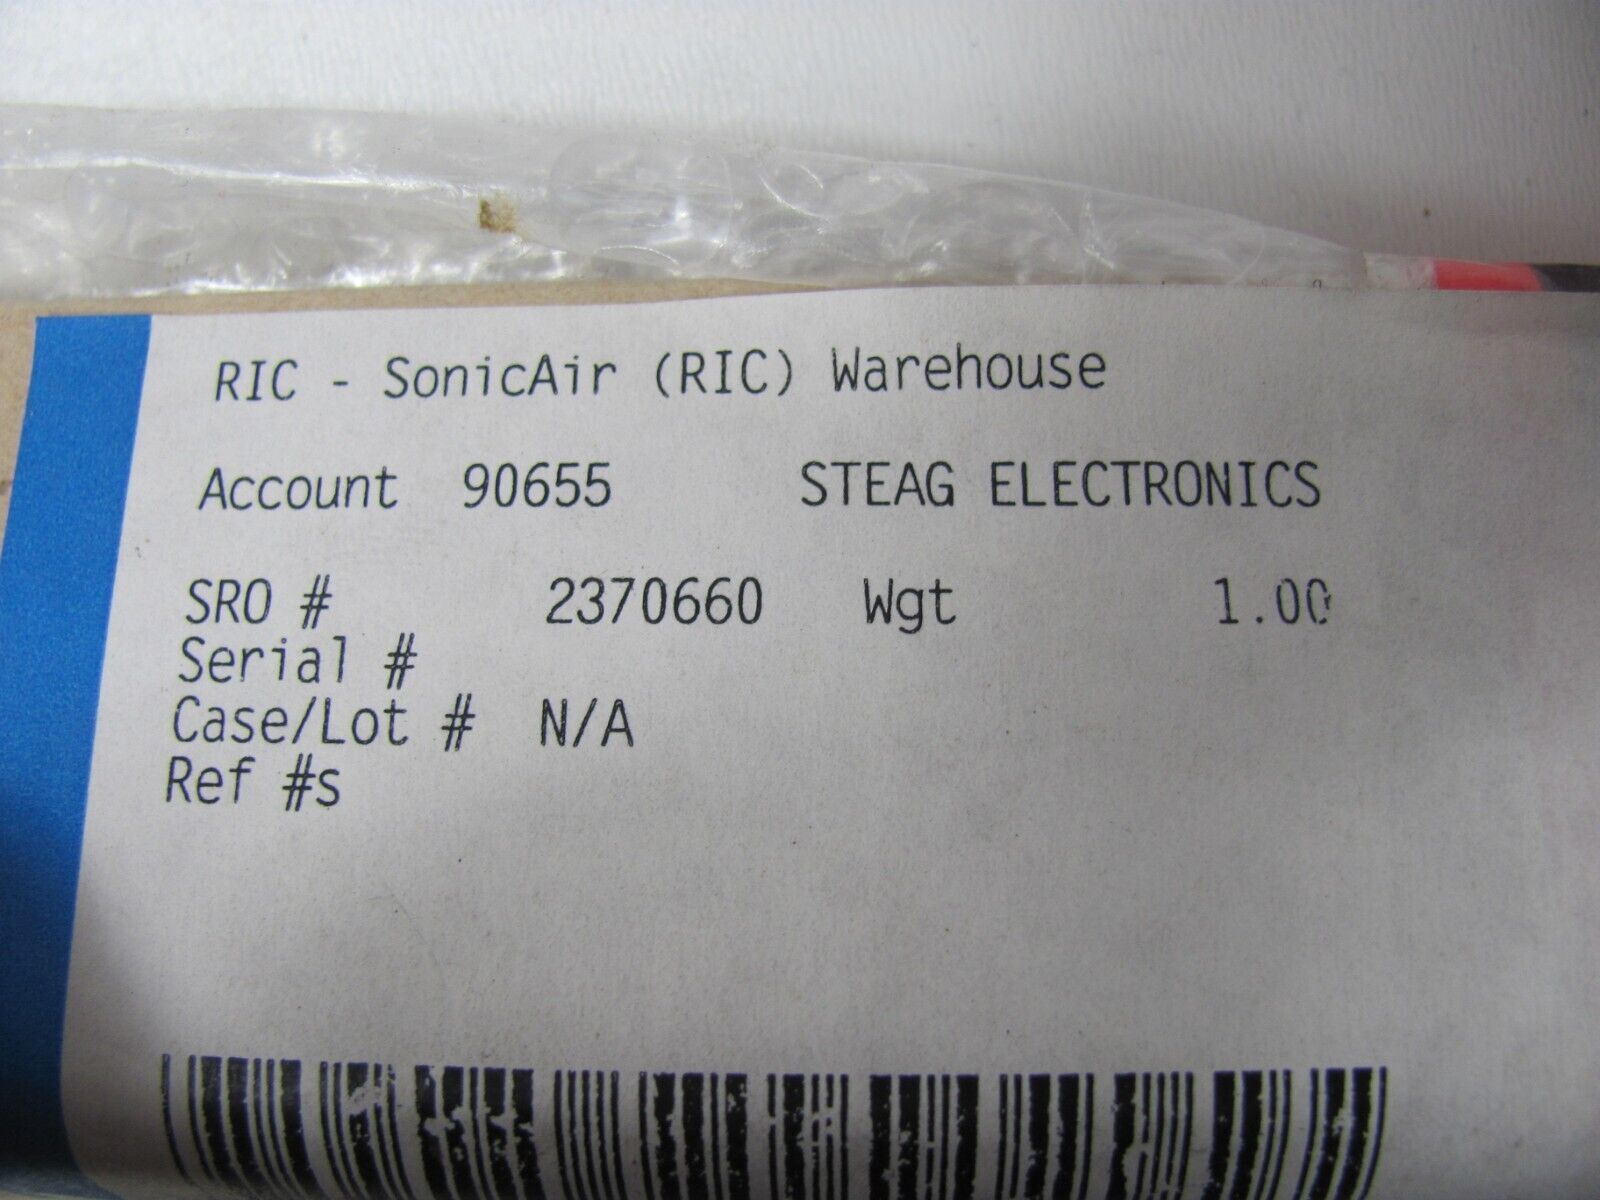 RIC - SonicAir (RIC) Warehouse
Account 90655 STEAG ELECTRONICS
SRO # 2370660 Wgt 1.00
Serial #
Case/Lot # N/A
Ref #s